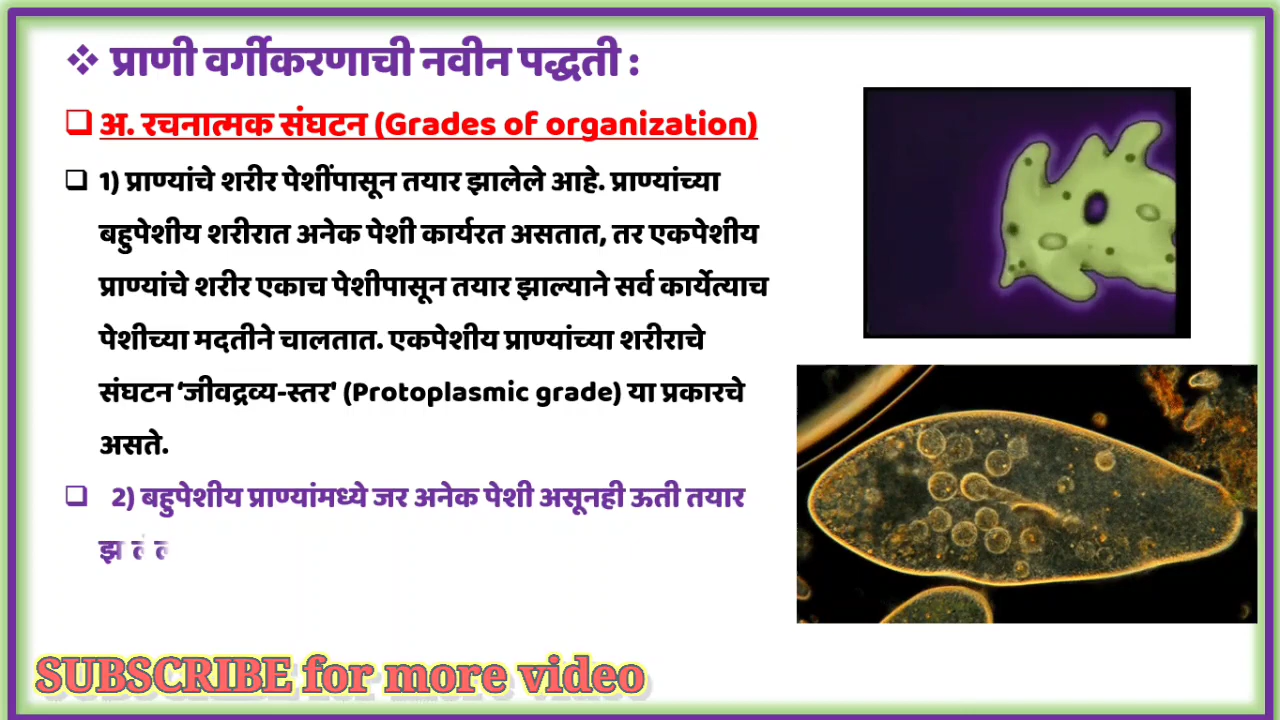 ❖ प्राणी वर्गीकरणाची नवीन पद्धती :
❑ अ. रचनात्मक संघटन (Grades of organization)
❑ 1) प्राण्यांचे शरीर पेशींपासून तयार झालेले आहे. प्राण्यांच्या
बहुपेशीय शरीरात अनेक पेशी कार्यरत असतात, तर एकपेशीय
प्राण्यांचे शरीर एकाच पेशीपासून तयार झाल्याने सर्व कार्येत्याच
पेशीच्या मदतीने चालतात. एकपेशीय प्राण्यांच्या शरीराचे
संघटन ‘जीवद्रव्य-स्तर' (Protoplasmic grade) या प्रकारचे
असते.
❑ 2) बहुपेशीय प्राण्यांमध्ये जर अनेक पेशी असूनही ऊती तयार
SUBSCRIBE for more video